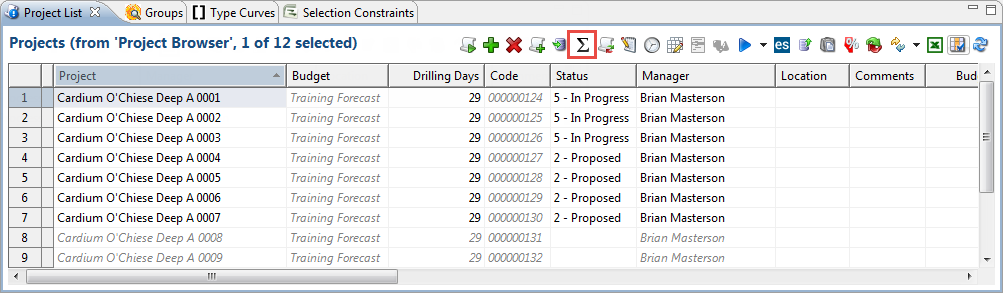 Project List Groups [ ] Type Curves Selection Constraints
Projects (from 'Project Browser', 1 of 12 selected) Σ es
Project Budget Drilling Days Code Status Manager Location Comments Bud
1 Cardium O'Chiese Deep A 0001 Training Forecast 29 000000124 5 - In Progress Brian Masterson
2 Cardium O'Chiese Deep A 0002 Training Forecast 29 000000125 5 - In Progress Brian Masterson
3 Cardium O'Chiese Deep A 0003 Training Forecast 29 000000126 5 - In Progress Brian Masterson
4 Cardium O'Chiese Deep A 0004 Training Forecast 29 000000127 2 - Proposed Brian Masterson
5 Cardium O'Chiese Deep A 0005 Training Forecast 29 000000128 2 - Proposed Brian Masterson
6 Cardium O'Chiese Deep A 0006 Training Forecast 29 000000129 2 - Proposed Brian Masterson
7 Cardium O'Chiese Deep A 0007 Training Forecast 29 000000130 2 - Proposed Brian Masterson
8 Cardium O'Chiese Deep A 0008 Training Forecast 29 000000131 Brian Masterson
9 Cardium O'Chiese Deep A 0009 Training Forecast 29 000000132 Brian Masterson